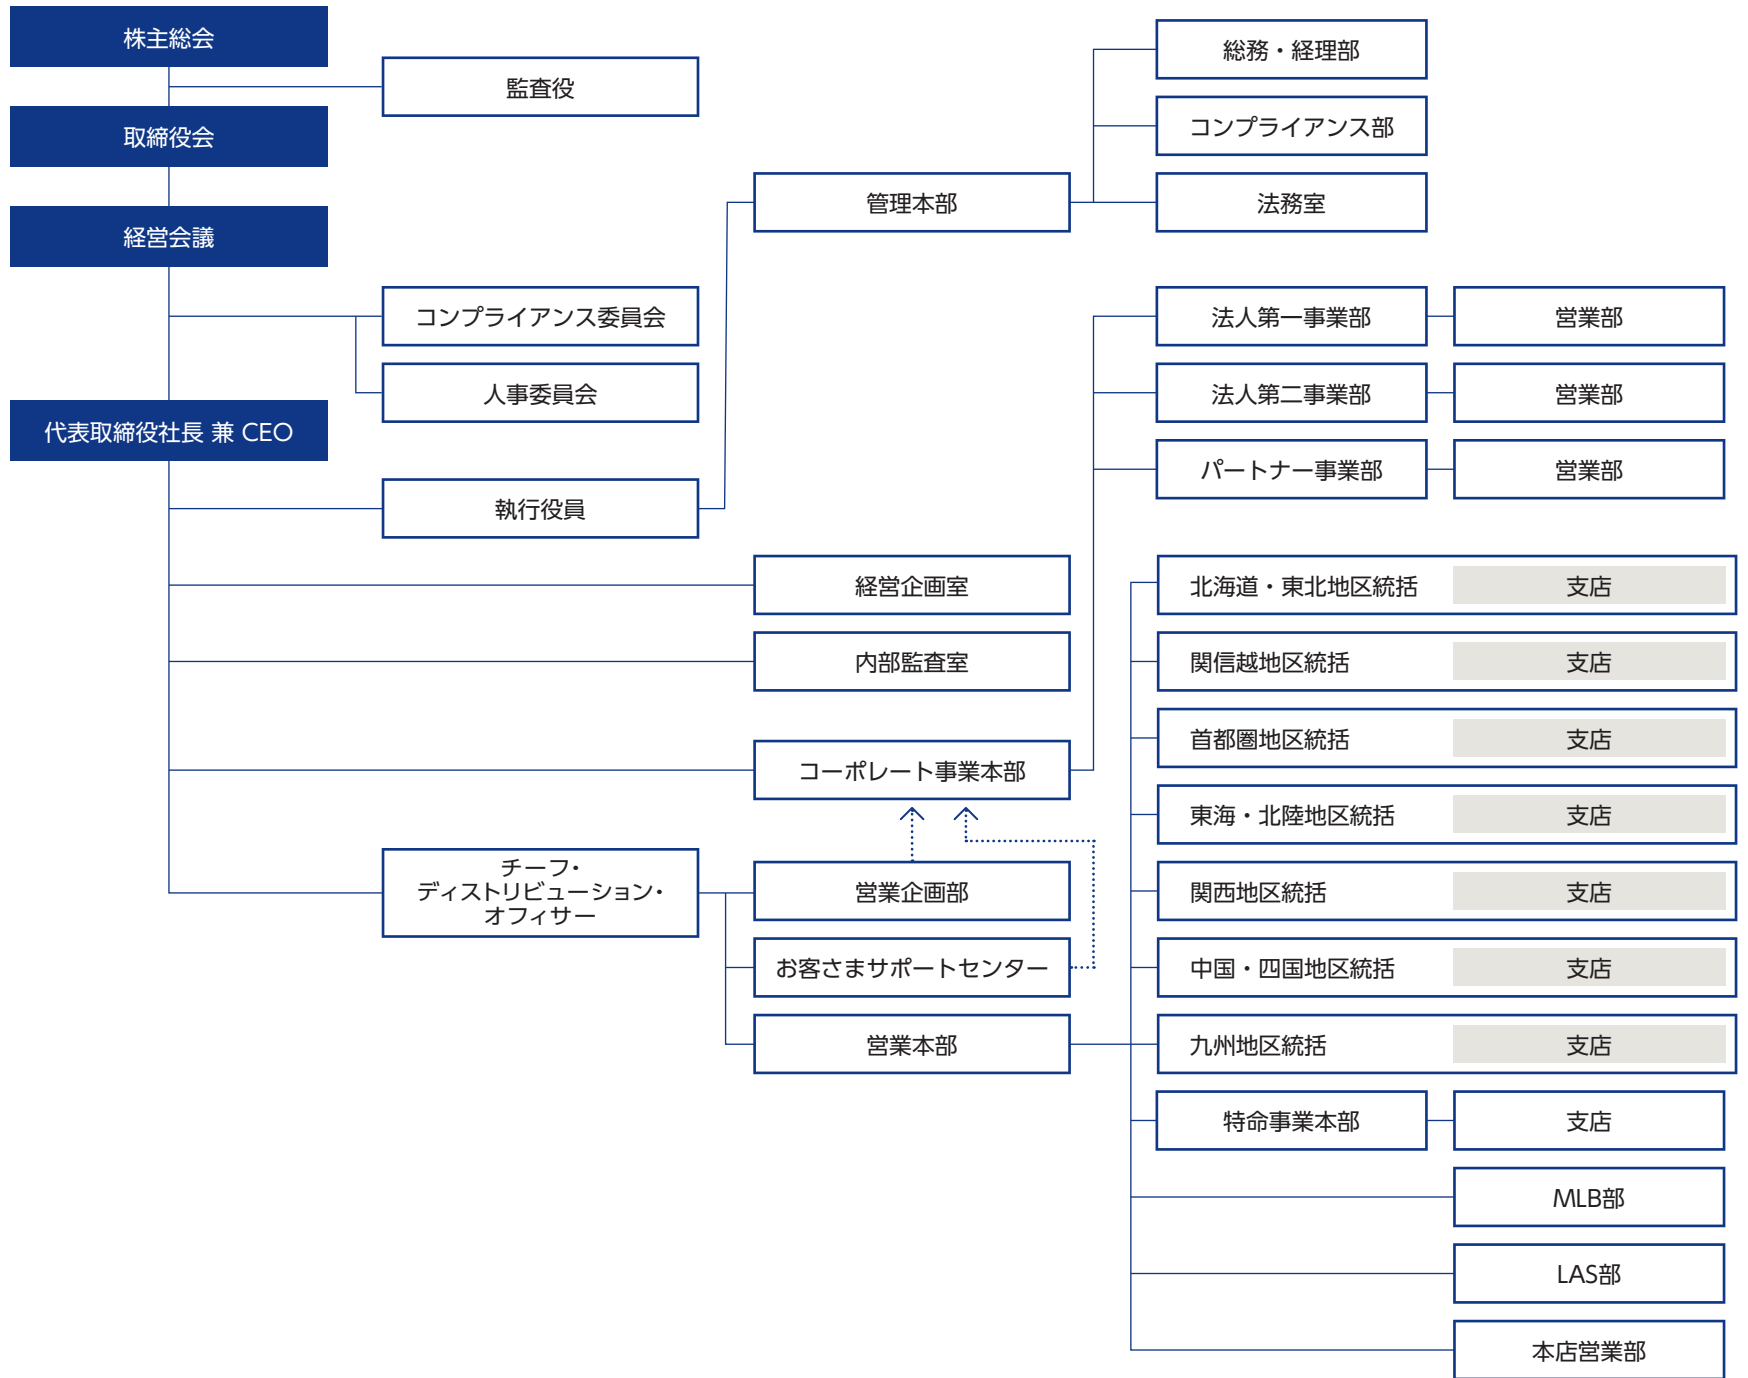 株主総会
監査役
取締役会
経営会議
コンプライアンス委員会
人事委員会
代表取締役社長 兼 CEO
執行役員
管理本部
総務・経理部
コンプライアンス部
法務室
経営企画室
内部監査室
コーポレート事業本部
法人第一事業部
営業部
法人第二事業部
営業部
パートナー事業部
営業部
チーフ・
ディストリビューション・
オフィサー
営業企画部
お客さまサポートセンター
営業本部
北海道・東北地区統括
支店
関信越地区統括
支店
首都圏地区統括
支店
東海・北陸地区統括
支店
関西地区統括
支店
中国・四国地区統括
支店
九州地区統括
支店
特命事業本部
支店
MLB部
LAS部
本店営業部